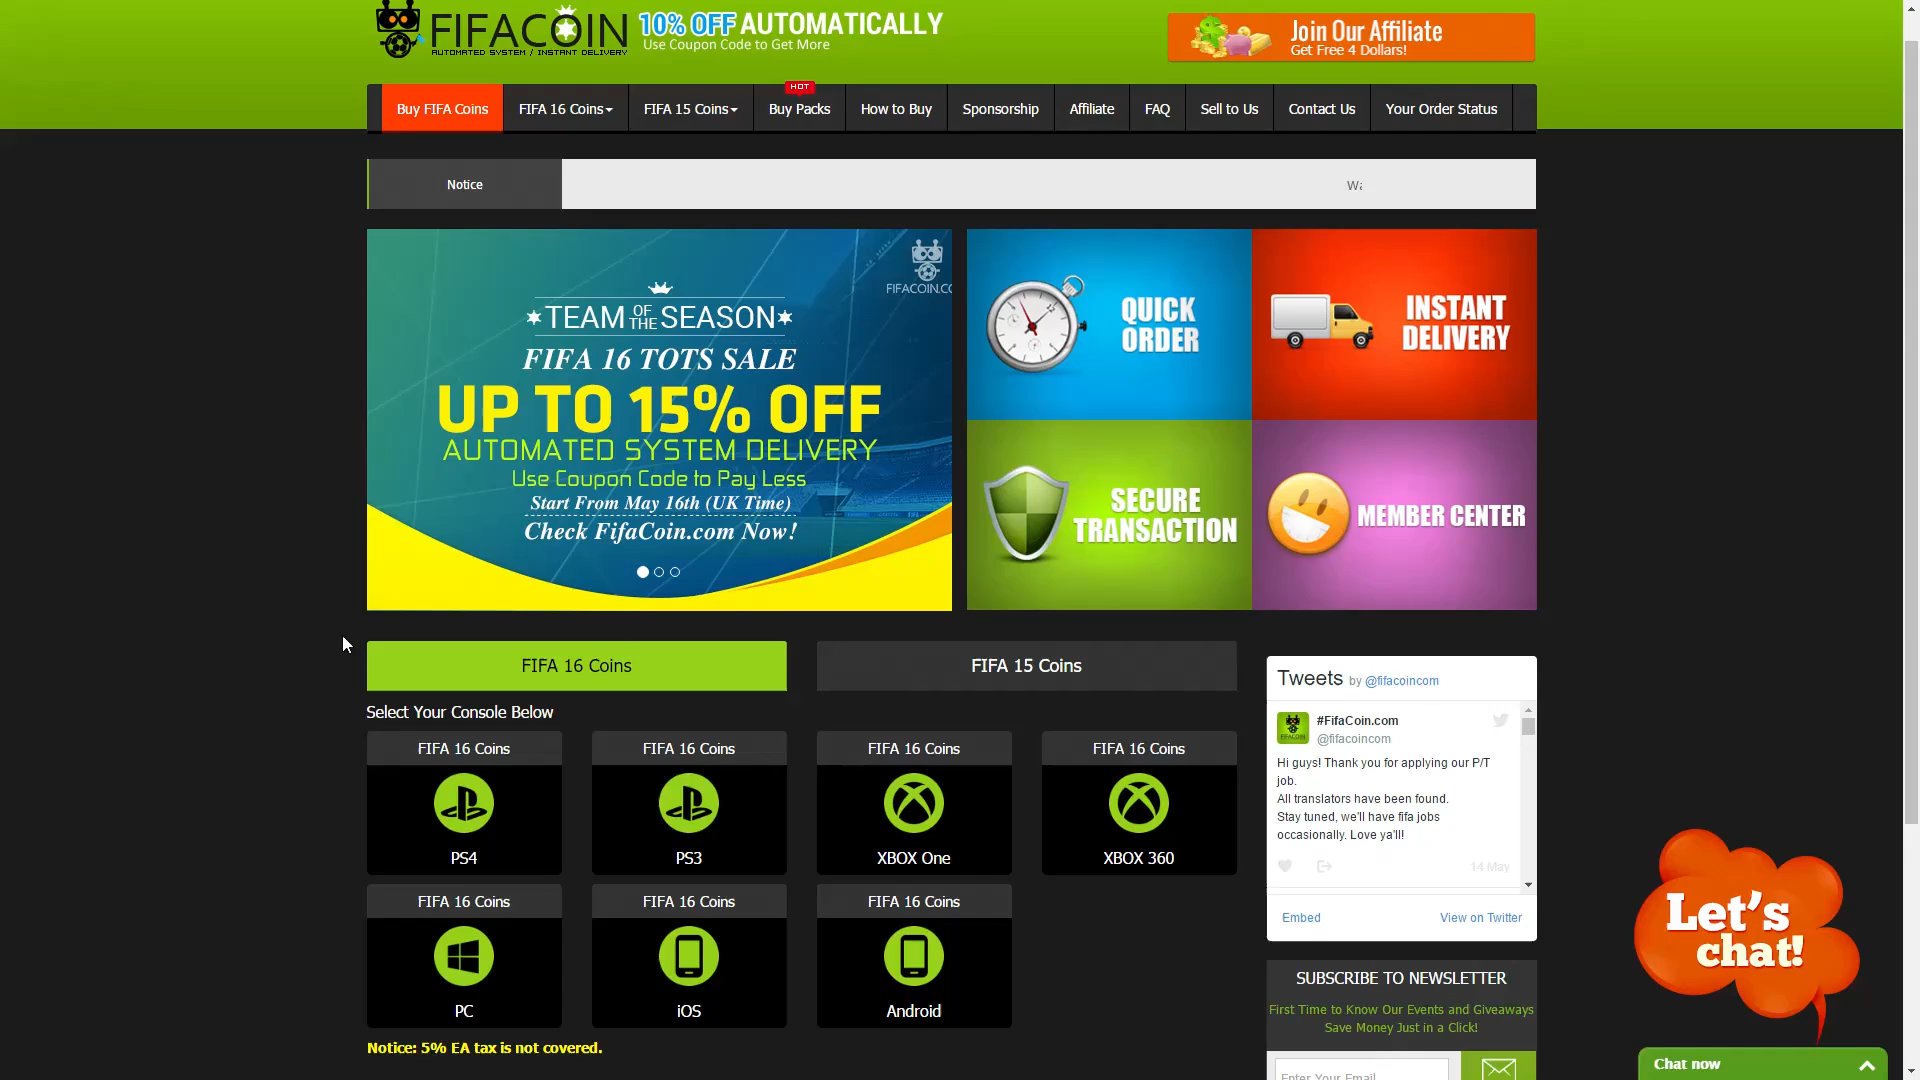 FIFACOIN
AUTOMATED SYSTEM / INSTANT DELIVERY
10% OFF AUTOMATICALLY
Use Coupon Code to Get More
Join Our Affiliate
Get Free 4 Dollars!
HOT
Buy FIFA Coins
FIFA 16 Coins
FIFA 15 Coins
Buy Packs
How to Buy
Sponsorship
Affiliate
FAQ
Sell to Us
Contact Us
Your Order Status
Notice
FIFACOIN.CO
TEAM OF THE SEASON
FIFA 16 TOTS SALE
UP TO 15% OFF
AUTOMATED SYSTEM DELIVERY
Use Coupon Code to Pay Less
Start From May 16th (UK Time)
Check FifaCoin.com Now!
QUICK
ORDER
INSTANT
DELIVERY
SECURE
TRANSACTION
MEMBER CENTER
FIFA 16 Coins
FIFA 15 Coins
Select Your Console Below
FIFA 16 Coins
PS4
FIFA 16 Coins
PS3
FIFA 16 Coins
XBOX One
FIFA 16 Coins
XBOX 360
FIFA 16 Coins
PC
FIFA 16 Coins
iOS
FIFA 16 Coins
Android
Notice: 5% EA tax is not covered.
Tweets by @fifacoincom
#FifaCoin.com
@fifacoincom
Hi guys! Thank you for applying our P/T
job.
All translators have been found.
Stay tuned, we'll have fifa jobs
occasionally. Love ya'll!
14 May
Embed
View on Twitter
SUBSCRIBE TO NEWSLETTER
First Time to Know Our Events and Giveaways
Save Money Just in a Click!
Enter Your Email
Let's
chat!
Chat now